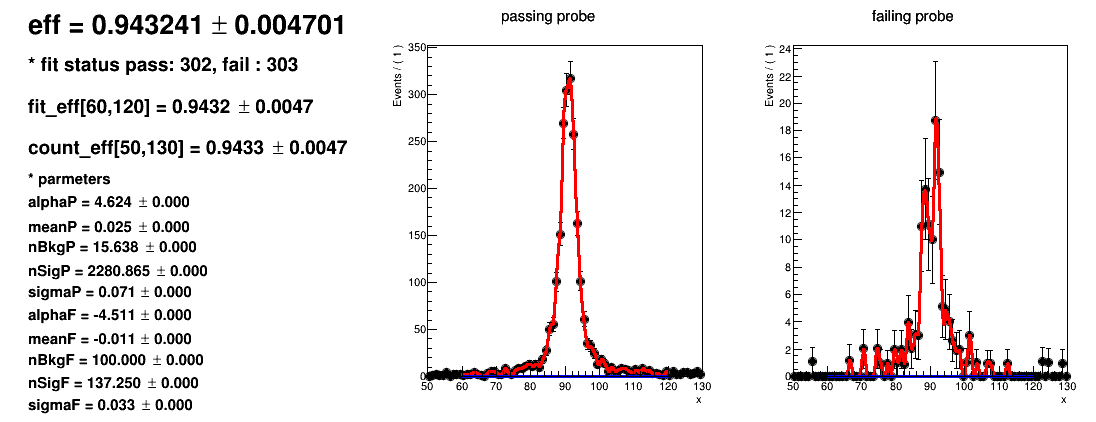 eff = 0.943241 ± 0.004701
* fit status pass: 302, fail : 303
fit_eff[60,120] = 0.9432 ± 0.0047
count_eff[50,130] = 0.9433 ± 0.0047
* parmeters
alphaP = 4.624 ± 0.000
meanP = 0.025 ± 0.000
nBkgP = 15.638 ± 0.000
nSigP = 2280.865 ± 0.000
sigmaP = 0.071 ± 0.000
alphaF = -4.511 ± 0.000
meanF = -0.011 ± 0.000
nBkgF = 100.000 ± 0.000
nSigF = 137.250 ± 0.000
sigmaF = 0.033 ± 0.000
passing probe
Events / ( 1 )
350
300
250
200
150
100
50
0
50 60 70 80 90 100 110 120 130
x
failing probe
Events / ( 1 )
24
22
20
18
16
14
12
10
8
6
4
2
0
50 60 70 80 90 100 110 120 130
x